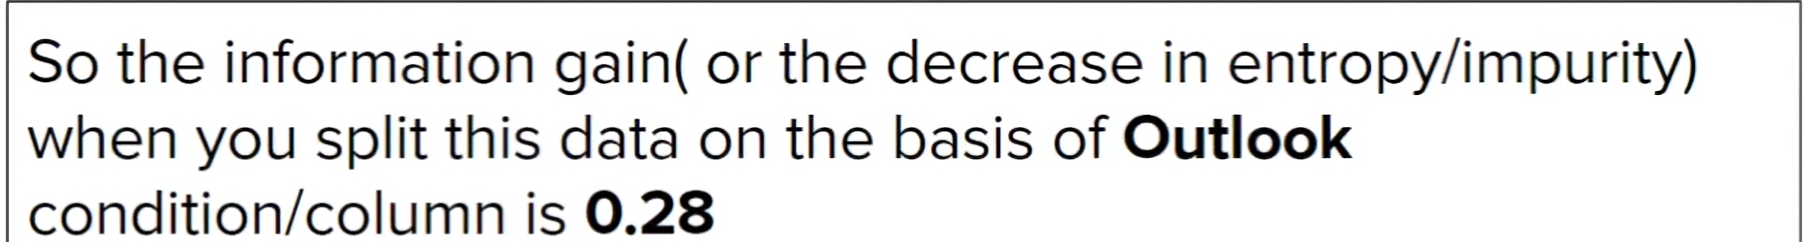 So the information gain( or the decrease in entropy/impurity)
when you split this data on the basis of Outlook
condition/column is 0.28